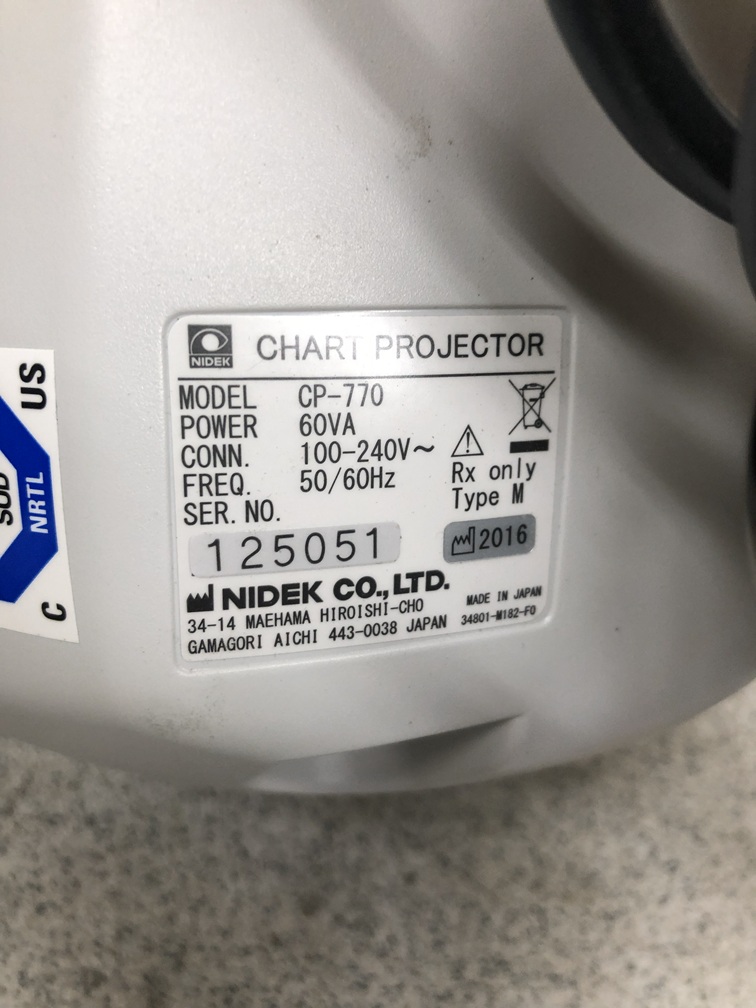 NIDEK
CHART PROJECTOR
MODEL CP-770
POWER 60VA
CONN. 100-240V~
FREQ. 50/60Hz
SER. NO.
Rx only
Type M
125051
2016
NIDEK CO., LTD.
34-14 MAEHAMA HIROISHI-CHO
GAMAGORI AICHI 443-0038 JAPAN
MADE IN JAPAN
34801-M182-F0
US
NRTL
C